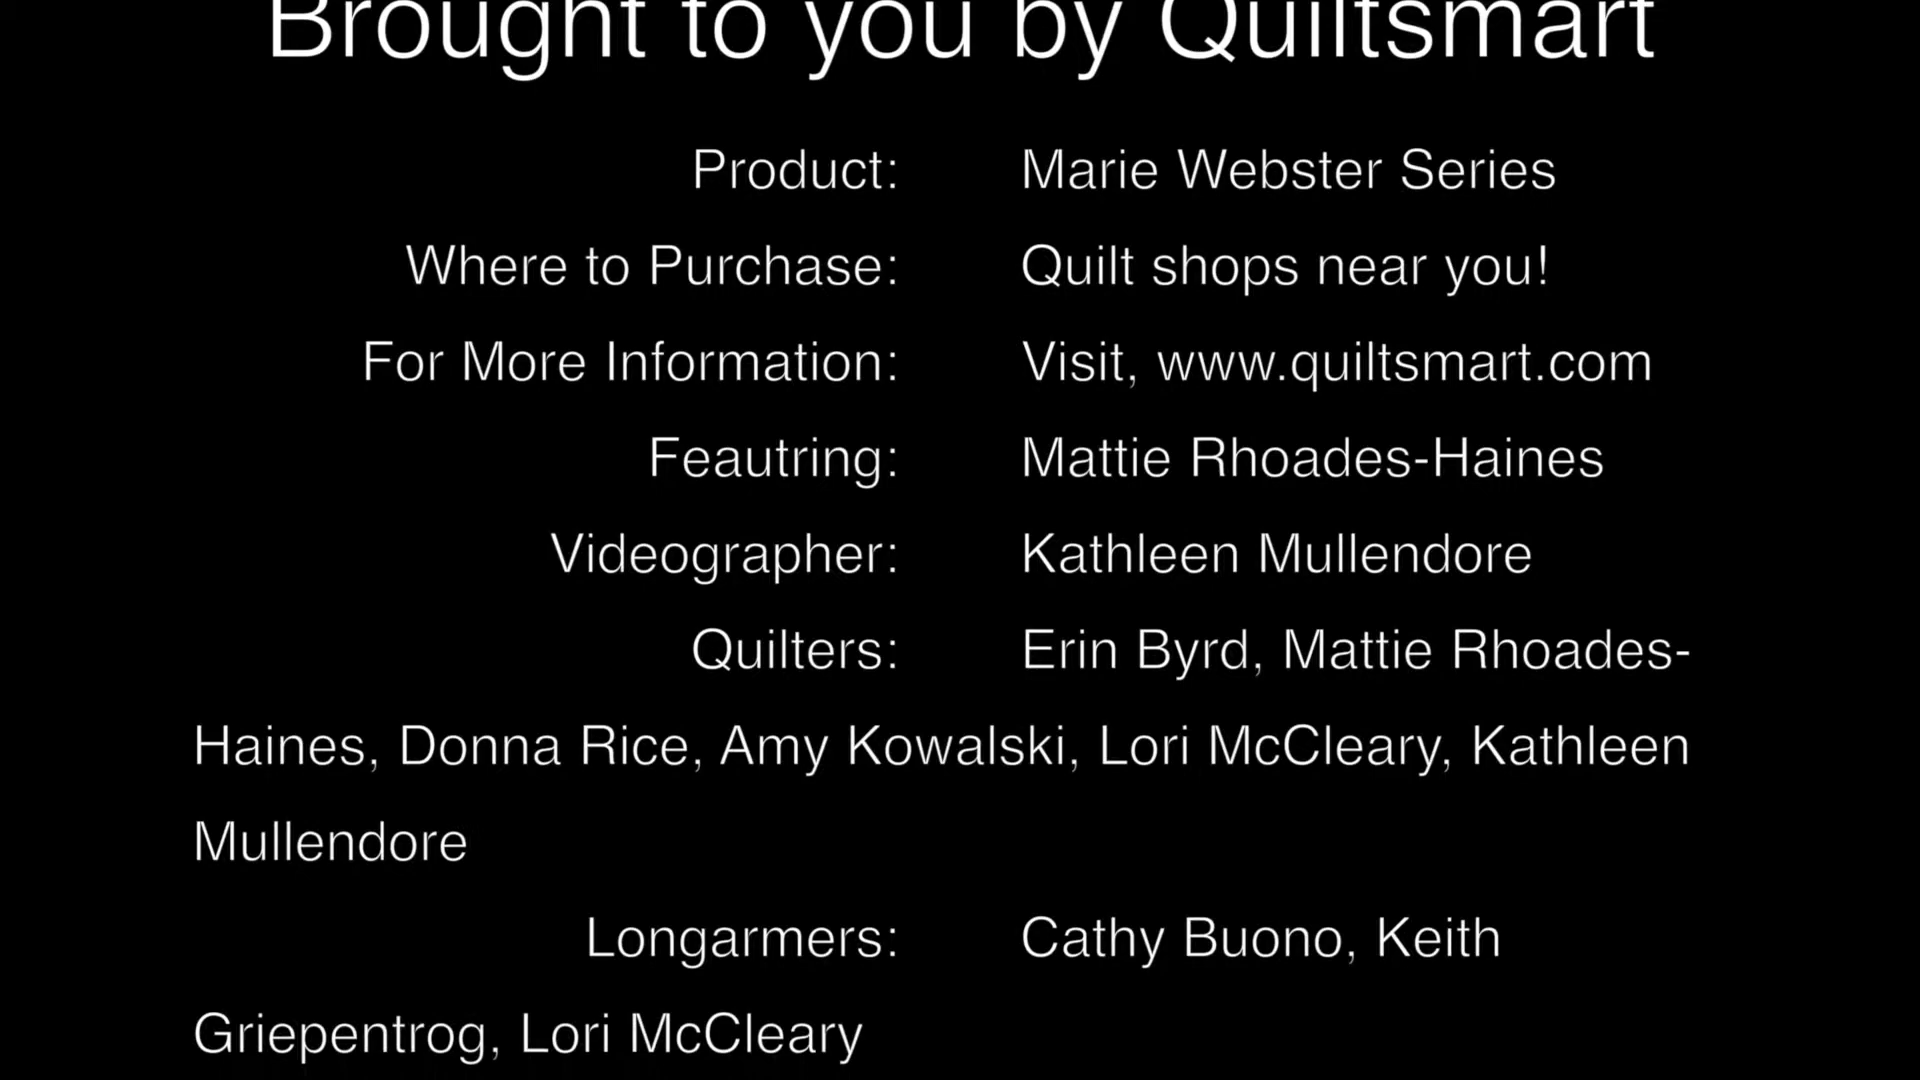 Brought to you by Quiltsmart
Product: Marie Webster Series
Where to Purchase: Quilt shops near you!
For More Information: Visit, www.quiltsmart.com
Feautring: Mattie Rhoades-Haines
Videographer: Kathleen Mullendore
Quilters: Erin Byrd, Mattie Rhoades-
Haines, Donna Rice, Amy Kowalski, Lori McCleary, Kathleen
Mullendore
Longarmers: Cathy Buono, Keith
Griepentrog, Lori McCleary